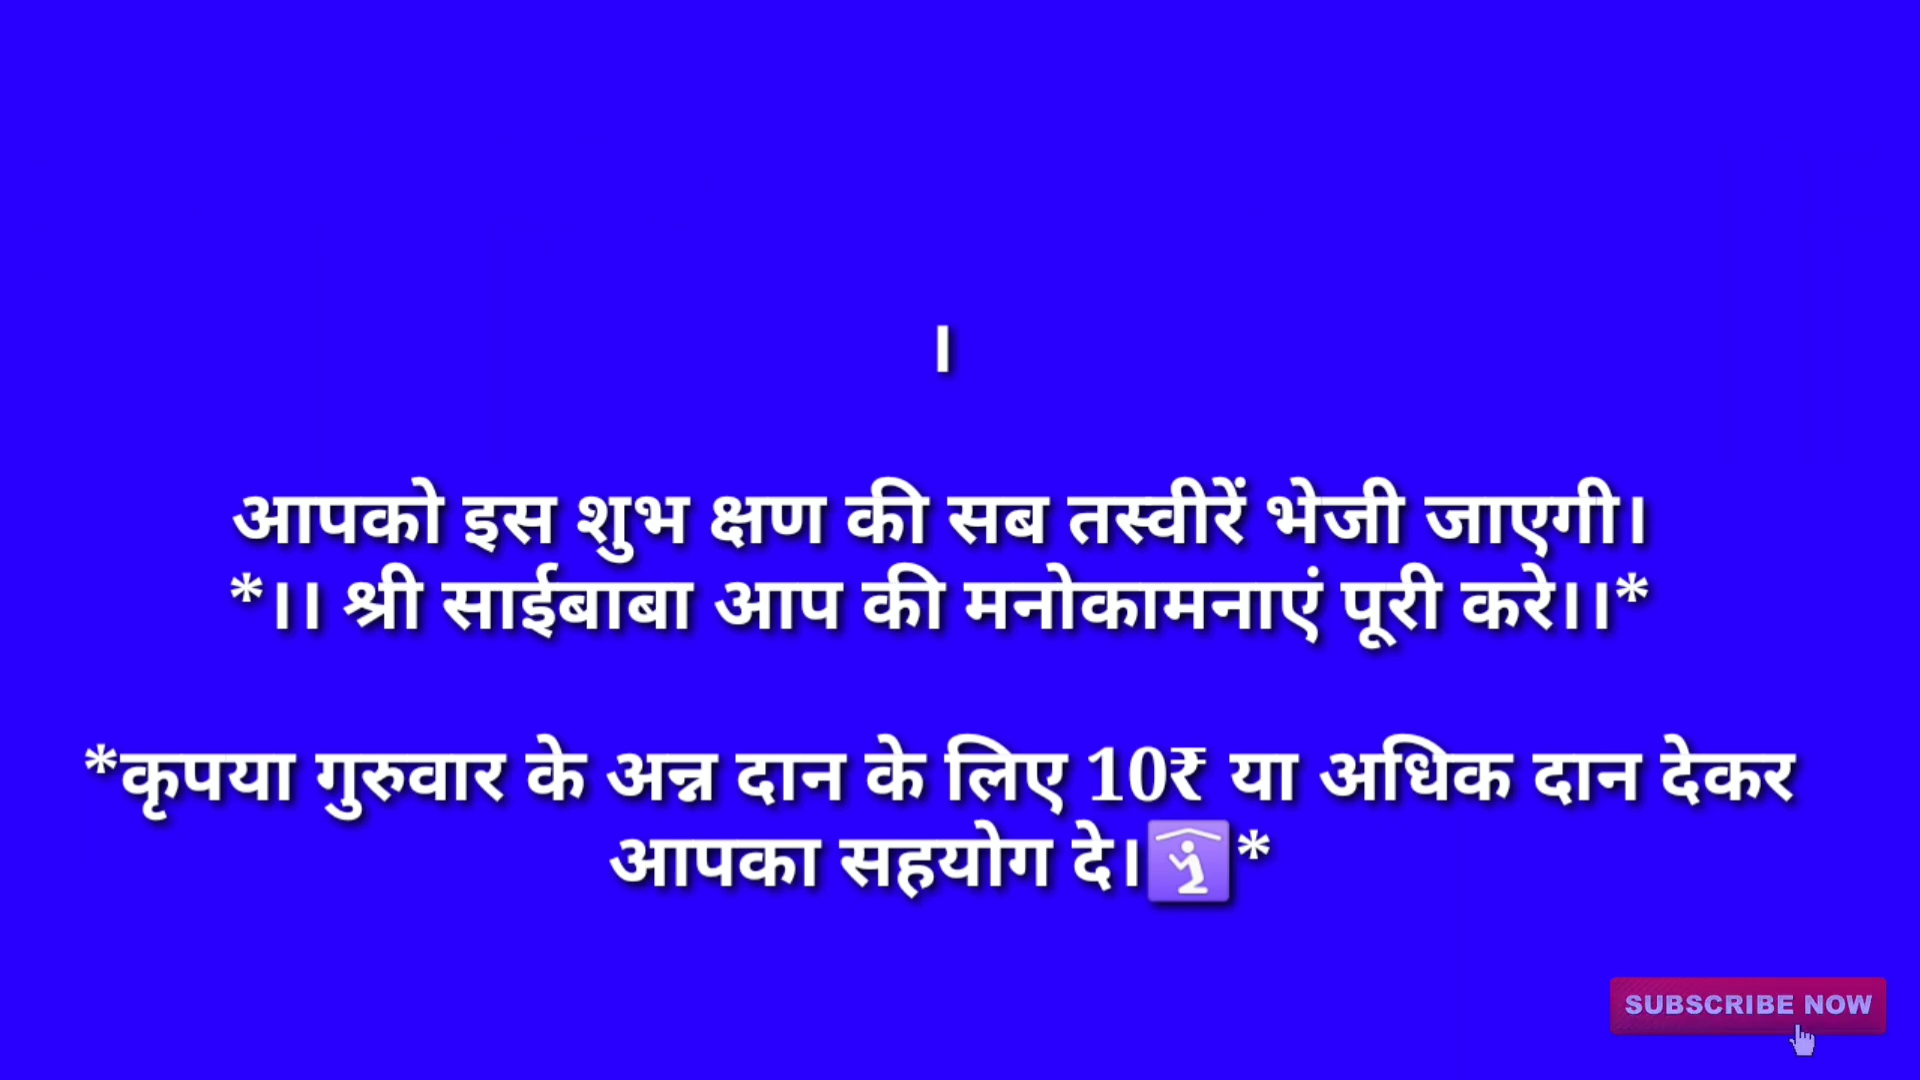 ।
आपको इस शुभ क्षण की सब तस्वीरें भेजी जाएगी।
*।। श्री साईबाबा आप की मनोकामनाएं पूरी करे।।*
*कृपया गुरुवार के अन्न दान के लिए 10₹ या अधिक दान देकर
आपका सहयोग दे।🛐*
SUBSCRIBE NOW